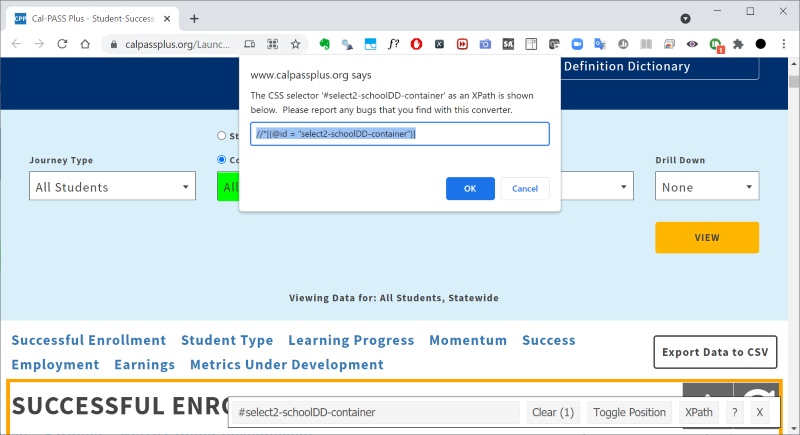 Cal-PASS Plus - Student-Success
calpassplus.org/Launc...
www.calpassplus.org says
The CSS selector '#select2-schoolDD-container' as an XPath is shown
below. Please report any bugs that you find with this converter.
//*[(@id = "select2-schoolDD-container")]
OK
Cancel
Definition Dictionary
St
Journey Type
Co
Drill Down
All Students
All
None
VIEW
Viewing Data for: All Students, Statewide
Successful Enrollment Student Type Learning Progress Momentum Success
Employment Earnings Metrics Under Development
Export Data to CSV
SUCCESSFUL ENRO
#select2-schoolDD-container
Clear (1)
Toggle Position
XPath
?
X